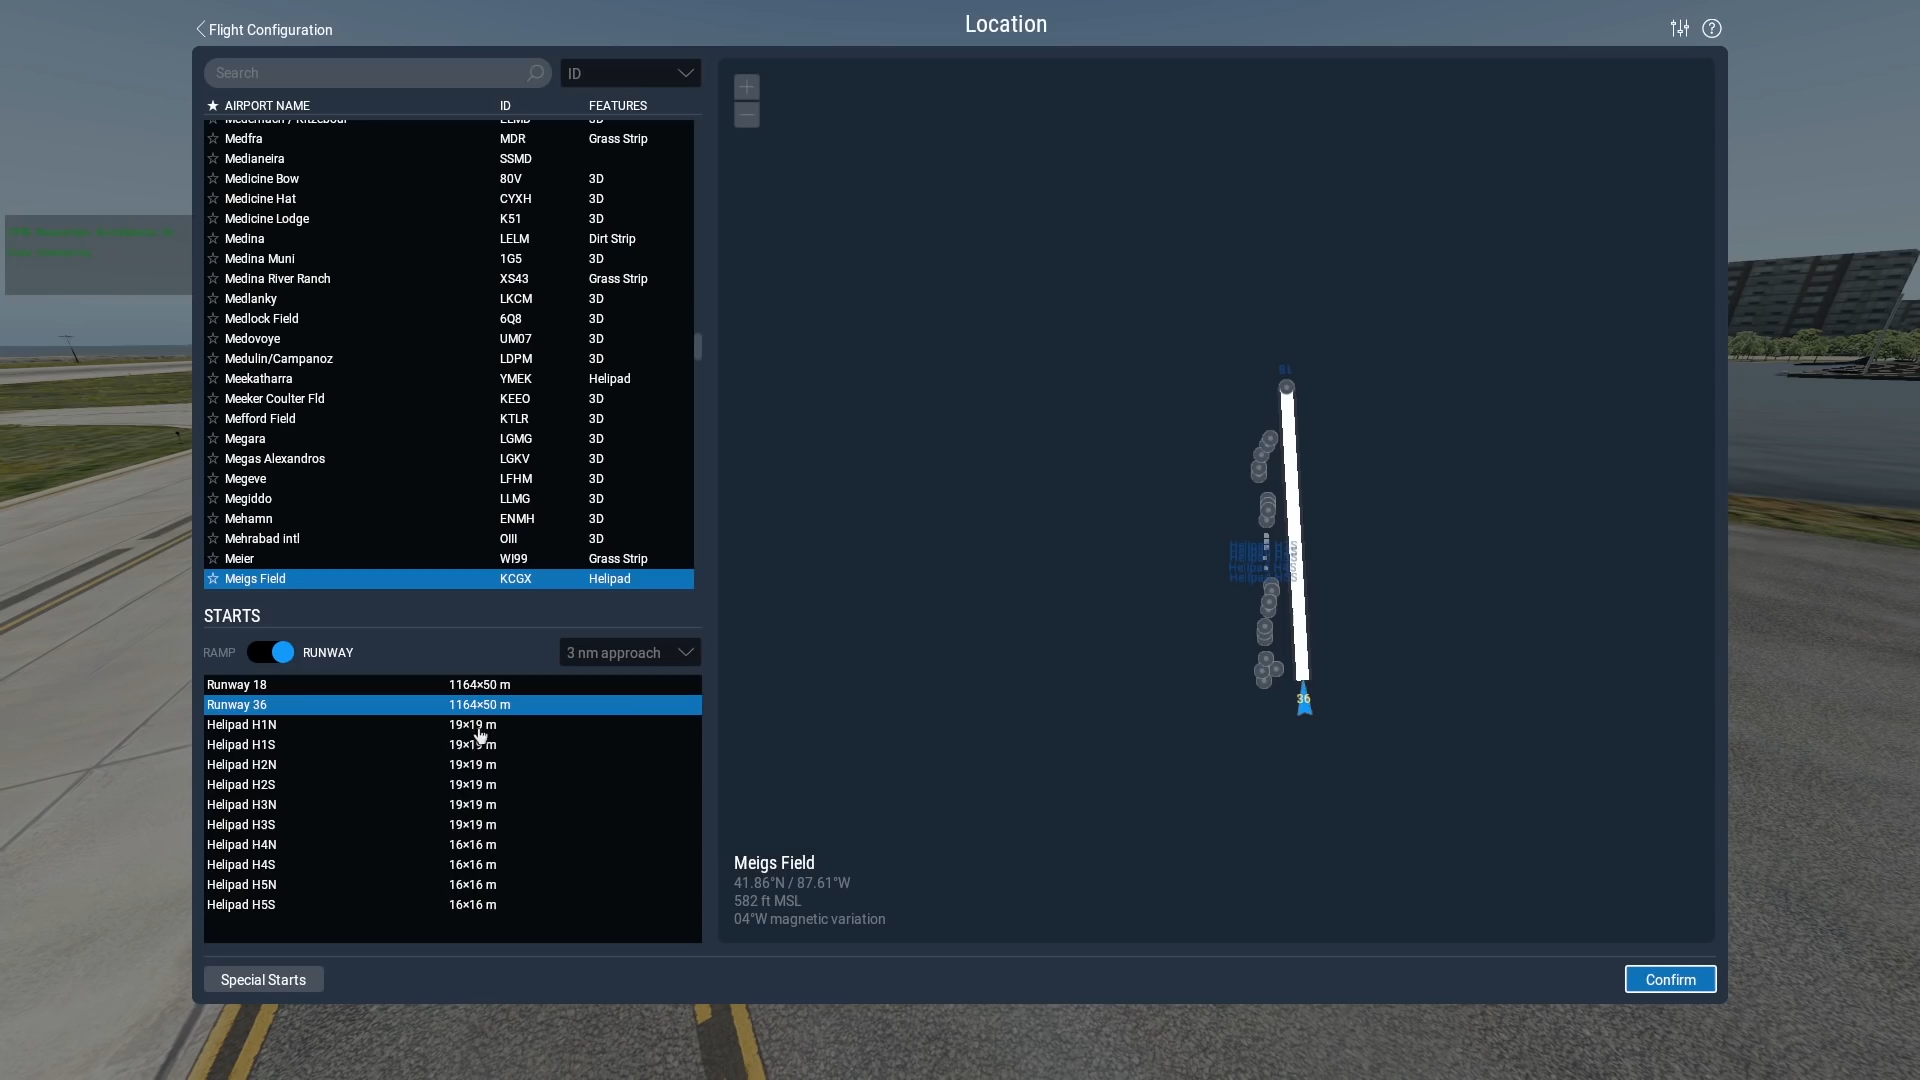 Flight Configuration
Location
?
Search
ID
★ AIRPORT NAME ID FEATURES
Medfra MDR Grass Strip
Medianeira SSMD
Medicine Bow 80V 3D
Medicine Hat CYXH 3D
Medicine Lodge K51 3D
Medina LELM Dirt Strip
Medina Muni 1G5 3D
Medina River Ranch XS43 Grass Strip
Medlanky LKCM 3D
Medlock Field 6Q8 3D
Medovoye UM07 3D
Medulin/Campanoz LDPM 3D
Meekatharra YMEK Helipad
Meeker Coulter Fld KEEO 3D
Mefford Field KTLR 3D
Megara LGMG 3D
Megas Alexandros LGKV 3D
Megeve LFHM 3D
Megiddo LLMG 3D
Mehamn ENMH 3D
Mehrabad intl OIII 3D
Meier WI99 Grass Strip
Meigs Field KCGX Helipad
STARTS
RAMP RUNWAY 3 nm approach
Runway 18 1164×50 m
Runway 36 1164×50 m
Helipad H1N 19×19 m
Helipad H1S 19×19 m
Helipad H2N 19×19 m
Helipad H2S 19×19 m
Helipad H3N 19×19 m
Helipad H3S 19×19 m
Helipad H4N 16×16 m
Helipad H4S 16×16 m
Helipad H5N 16×16 m
Helipad H5S 16×16 m
18
36
Meigs Field
41.86°N / 87.61°W
582 ft MSL
04°W magnetic variation
Special Starts
Confirm